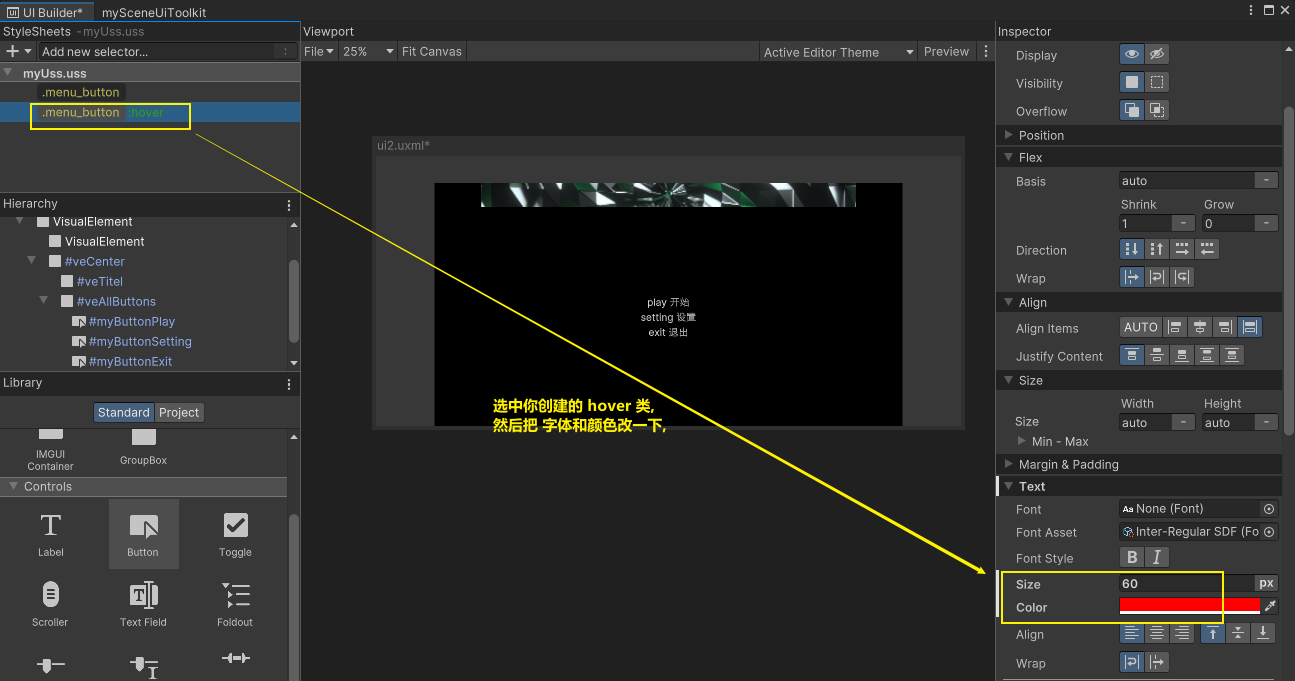 UI Builder*
mySceneUiToolkit
StyleSheets - myUss.uss
Add new selector...
myUss.uss
.menu_button
.menu_button :hover
Hierarchy
VisualElement
VisualElement
#veCenter
#veTitel
#veAllButtons
#myButtonPlay
#myButtonSetting
#myButtonExit
Library
Standard Project
IMGUI
Container
GroupBox
Controls
Label
Button
Toggle
Scroller
Text Field
Foldout
Viewport
File 25% Fit Canvas
Active Editor Theme
Preview
ui2.uxml*
play 开始
setting 设置
exit 退出
选中你创建的 hover 类,
然后把 字体和颜色改一下,
Inspector
Display
Visibility
Overflow
Position
Flex
Basis auto
Shrink Grow
1 - 0 -
Direction
Wrap
Align
Align Items AUTO
Justify Content
Size
Width Height
Size auto - auto -
Min - Max
Margin & Padding
Text
Font Aa None (Font)
Font Asset Inter-Regular SDF (Fo
Font Style B I
Size 60 px
Color
Align
Wrap